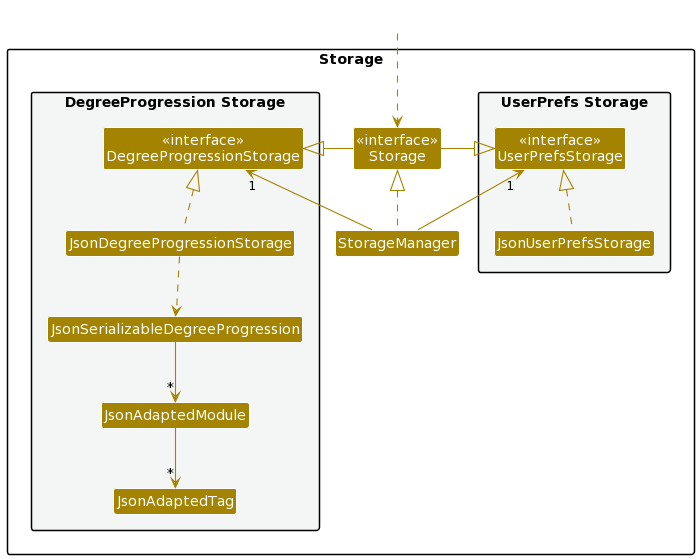 Storage
DegreeProgression Storage
UserPrefs Storage
«interface»
DegreeProgressionStorage
«interface»
Storage
«interface»
UserPrefsStorage
1
1
JsonDegreeProgressionStorage
StorageManager
JsonUserPrefsStorage
JsonSerializableDegreeProgression
*
JsonAdaptedModule
*
JsonAdaptedTag